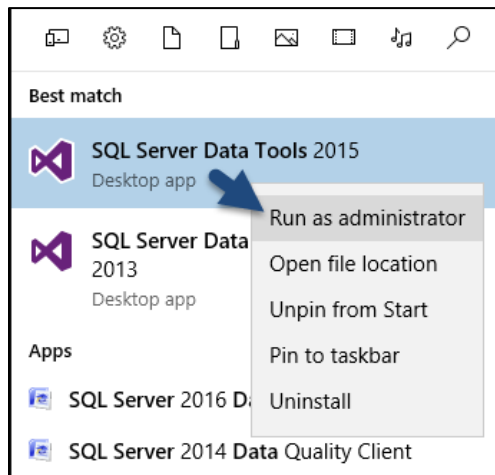 Best match
SQL Server Data Tools 2015
Desktop app
Run as administrator
SQL Server Data
2013
Desktop app
Open file location
Unpin from Start
Pin to taskbar
Uninstall
Apps
SQL Server 2016 D
SQL Server 2014 Data Quality Client